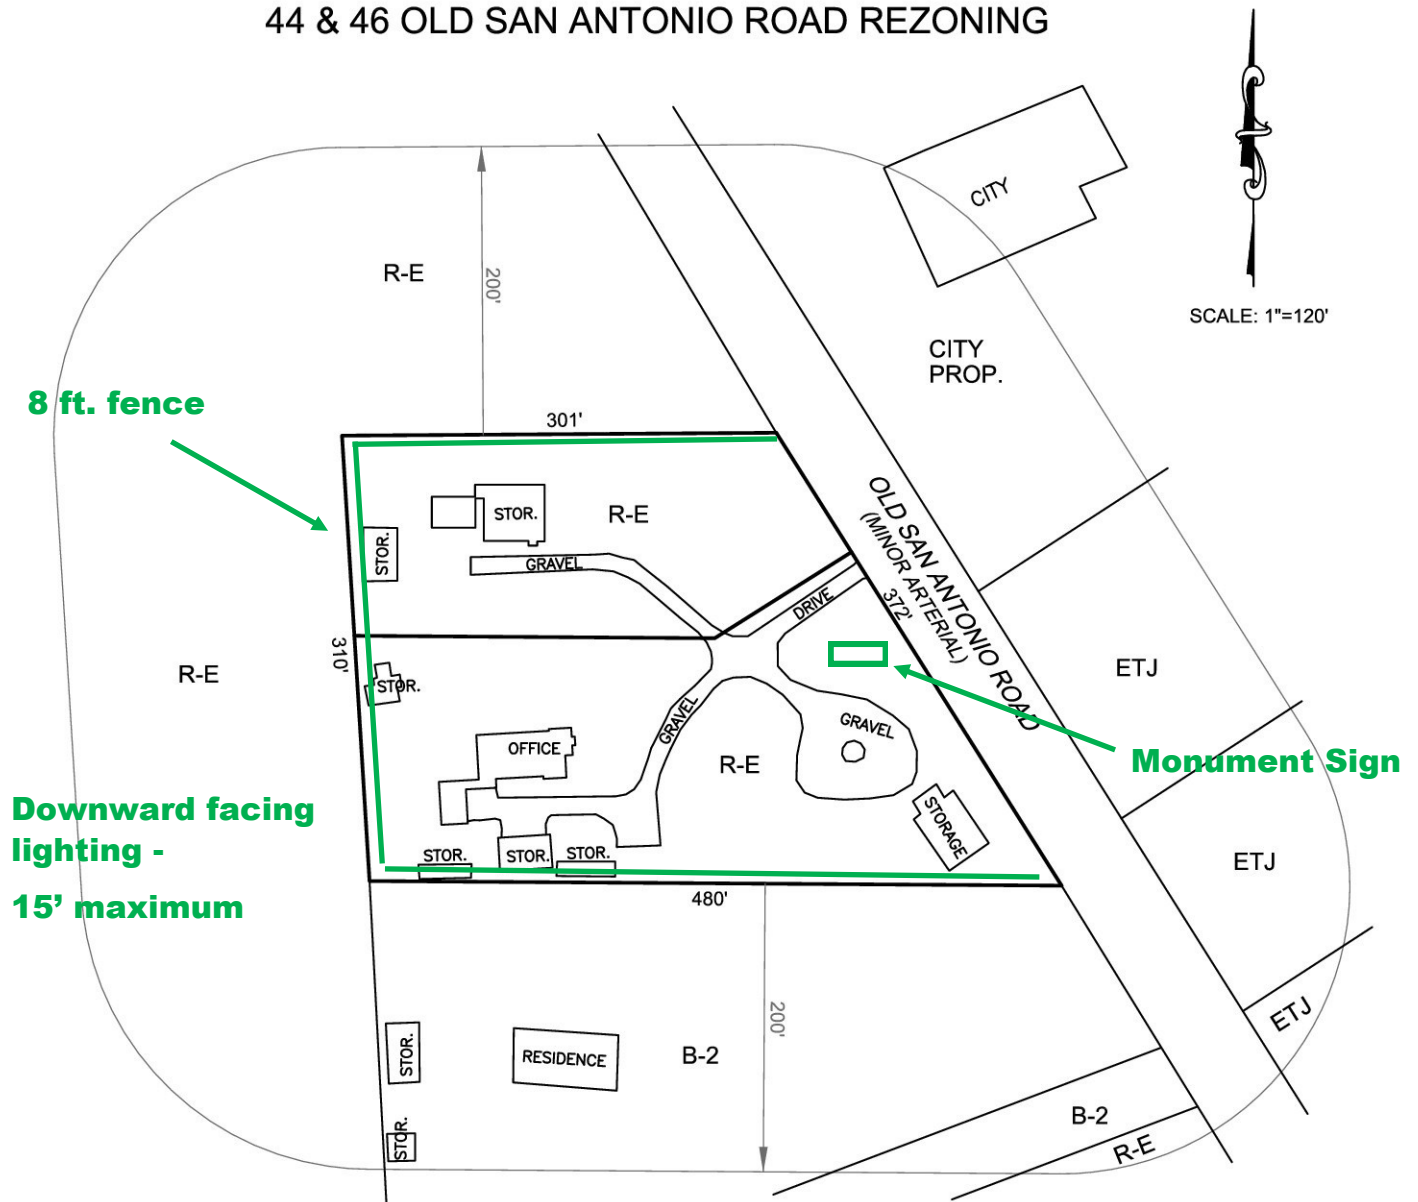 44 & 46 OLD SAN ANTONIO ROAD REZONING
CITY
R-E
200'
SCALE: 1"=120'
CITY
PROP.
8 ft. fence
301'
OLD SAN ANTONIO ROAD
(MINOR ARTERIAL)
STOR.
R-E
STOR.
GRAVEL
DRIVE
372'
310'
R-E
STOR.
ETJ
GRAVEL
GRAVEL
OFFICE
R-E
Monument Sign
Downward facing
lighting -
15’ maximum
STORAGE
STOR.
STOR.
STOR.
ETJ
480'
200'
ETJ
STOR.
RESIDENCE
B-2
B-2
STOR.
R-E